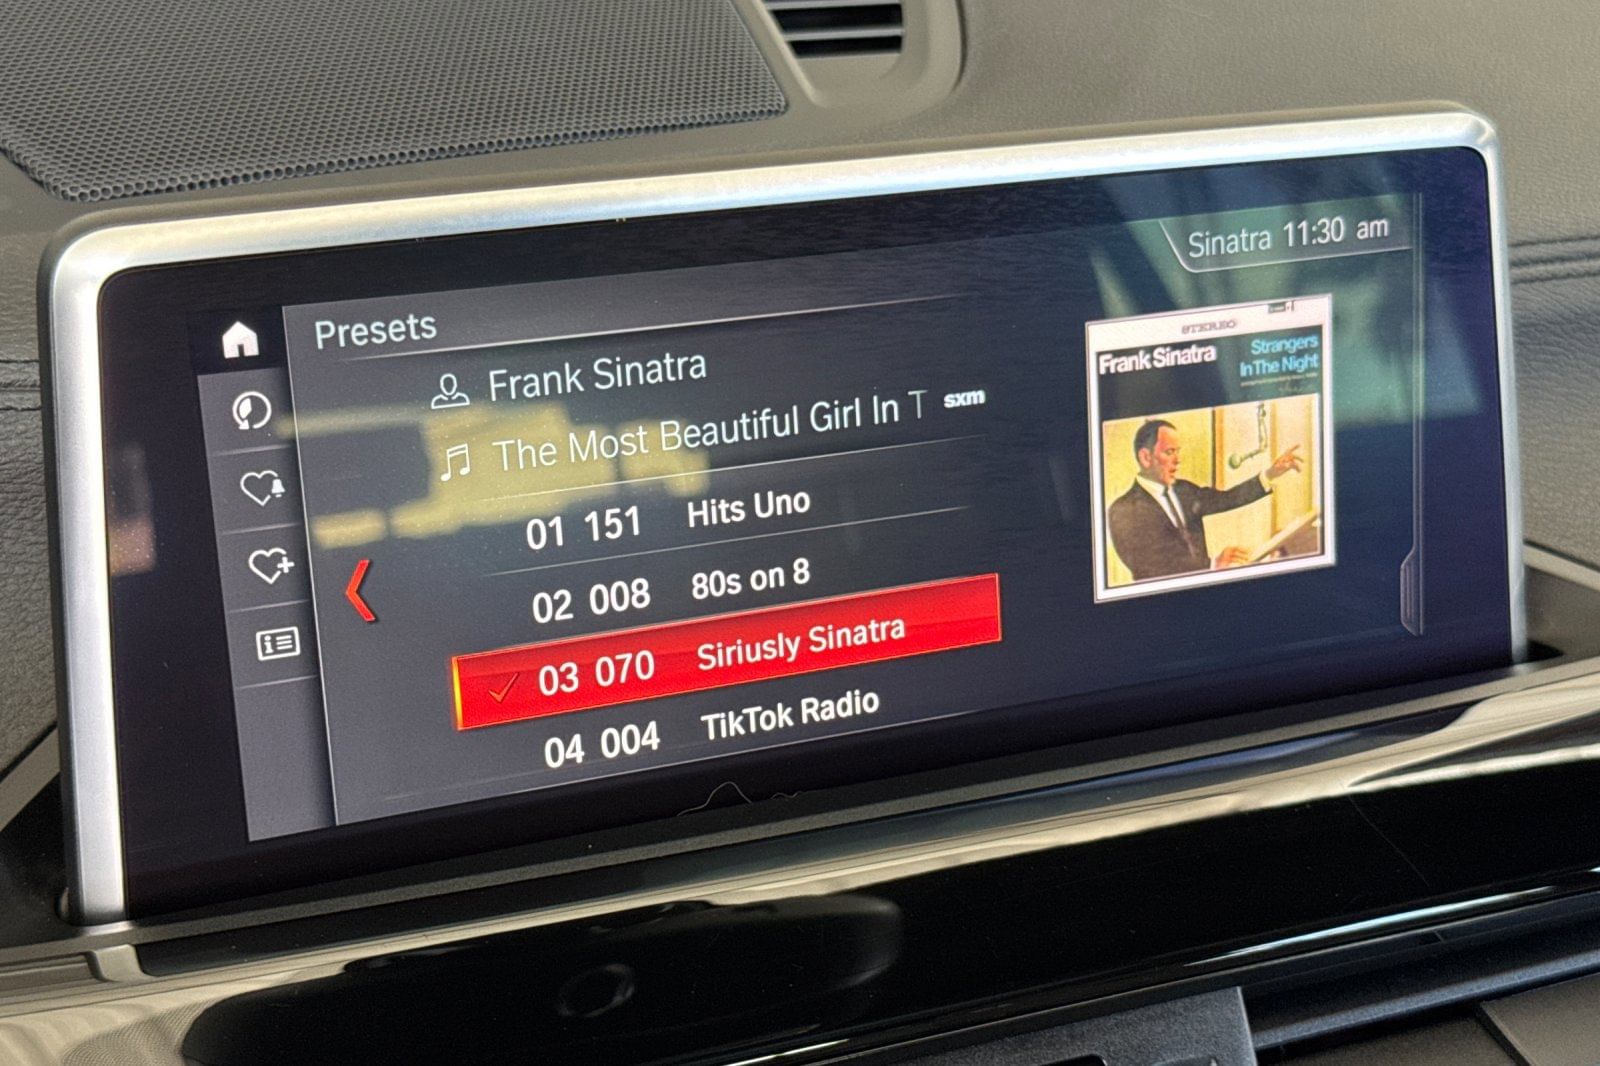 Sinatra 11:30 am
Presets
Frank Sinatra
The Most Beautiful Girl In T sxm
01 151 Hits Uno
02 008 80s on 8
03 070 Siriusly Sinatra
04 004 TikTok Radio
STEREO
Frank Sinatra
Strangers
In The Night